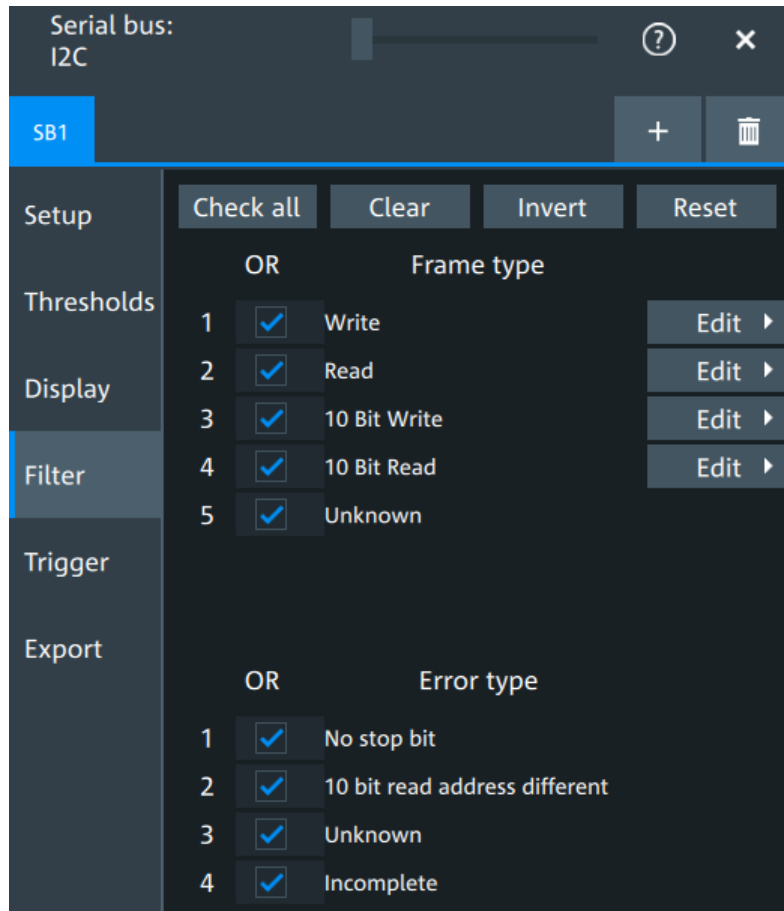 Serial bus:
I2C
?
SB1
+
Setup
Thresholds
Display
Filter
Trigger
Export
Check all Clear Invert Reset
OR Frame type
1 Write Edit
2 Read Edit
3 10 Bit Write Edit
4 10 Bit Read Edit
5 Unknown
OR Error type
1 No stop bit
2 10 bit read address different
3 Unknown
4 Incomplete